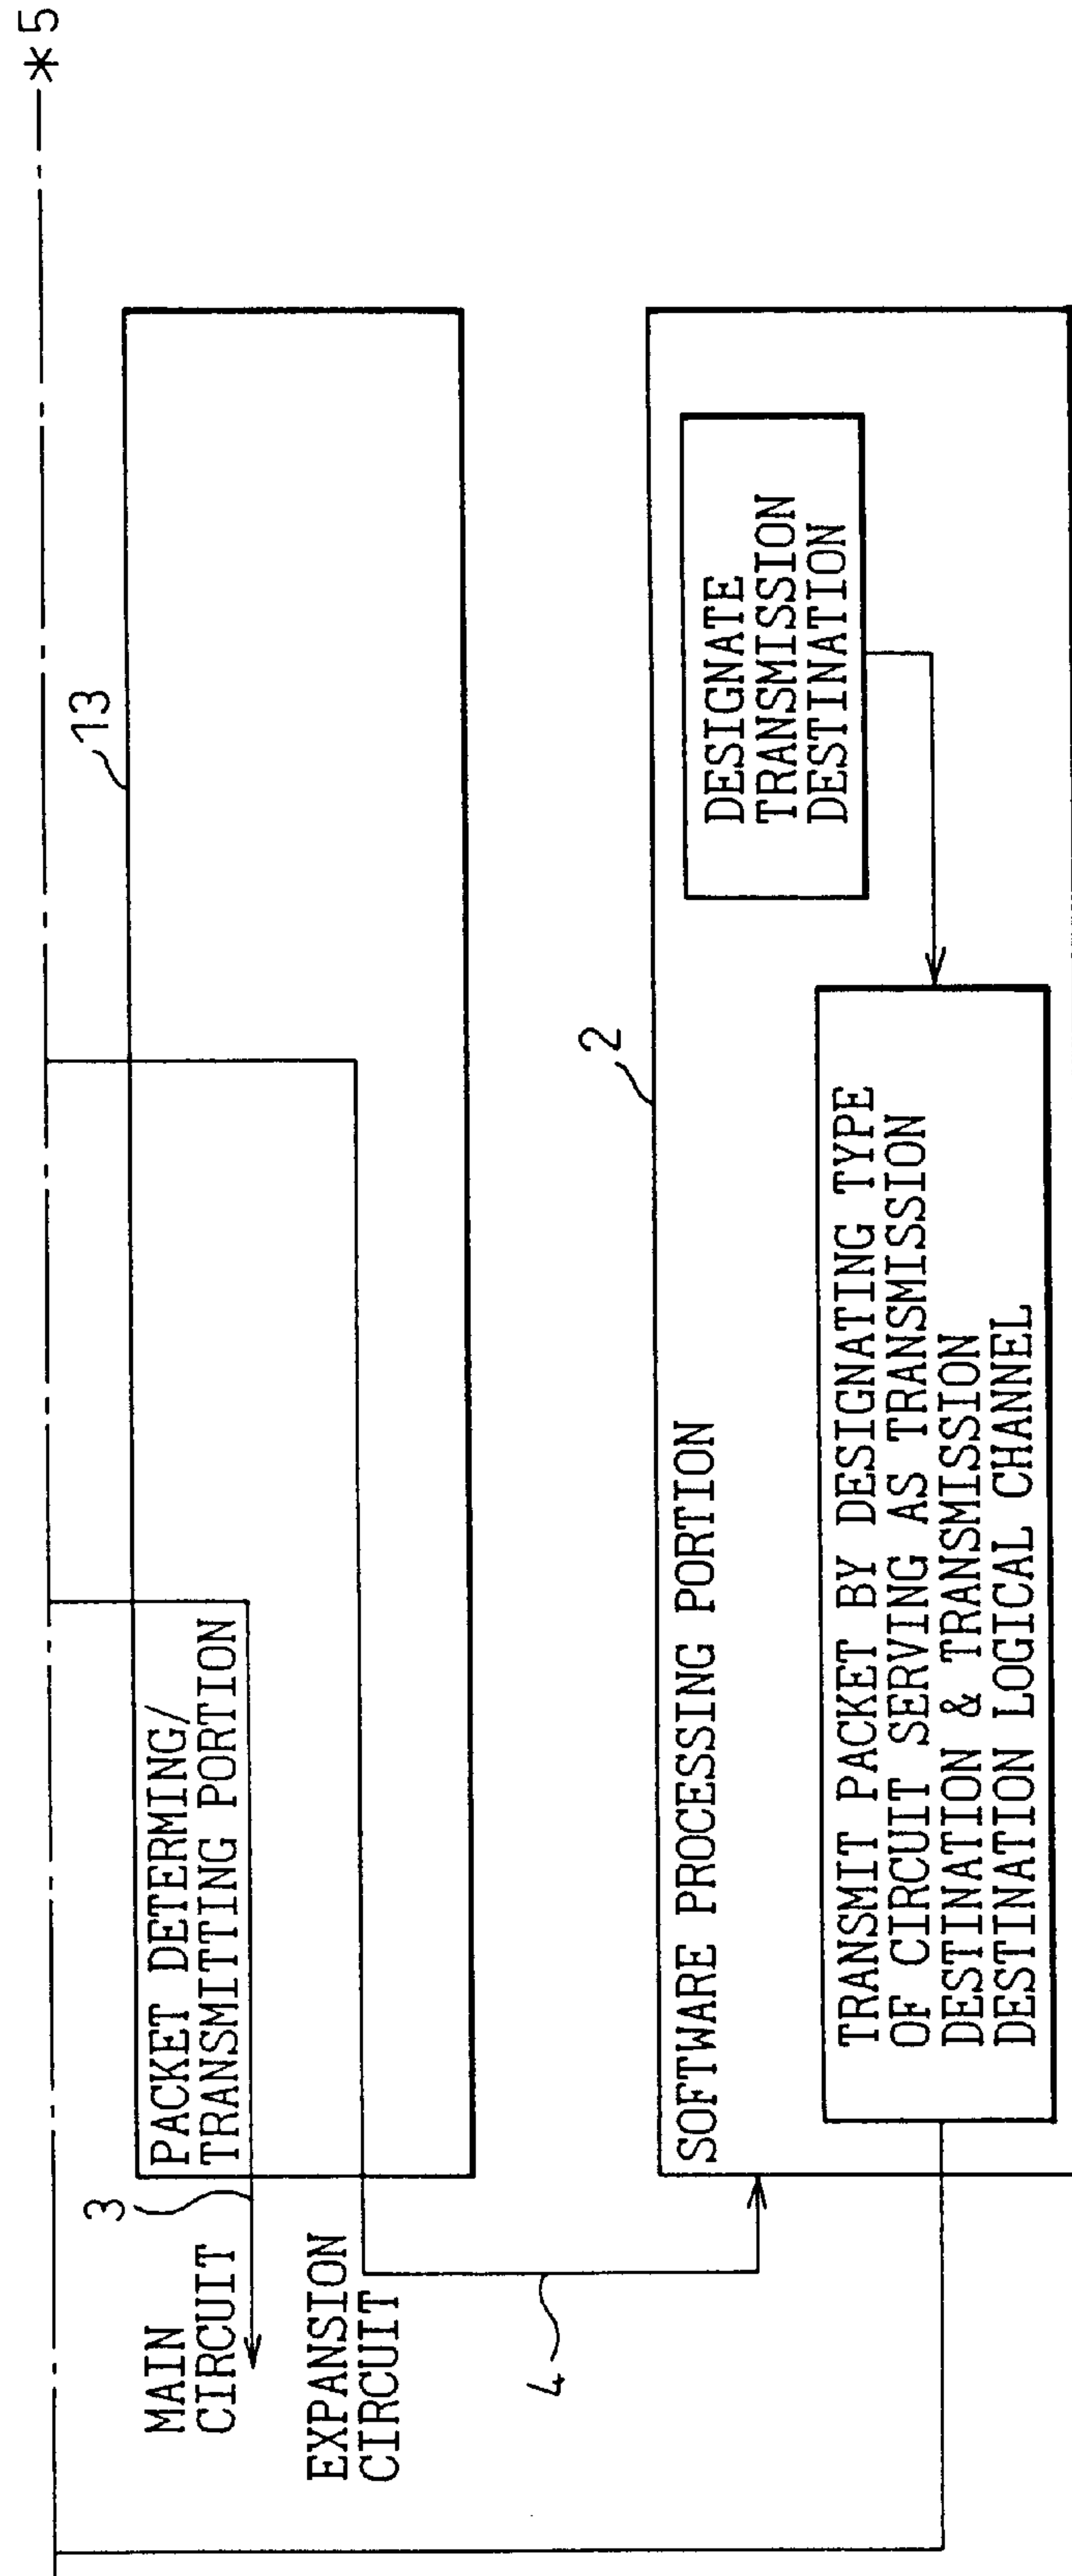 *5
13
PACKET DETERMING/
TRANSMITTING PORTION
3
MAIN
CIRCUIT
EXPANSION
CIRCUIT
4
2
SOFTWARE PROCESSING PORTION
DESIGNATE
TRANSMISSION
DESTINATION
TRANSMIT PACKET BY DESIGNATING TYPE
OF CIRCUIT SERVING AS TRANSMISSION
DESTINATION & TRANSMISSION
DESTINATION LOGICAL CHANNEL